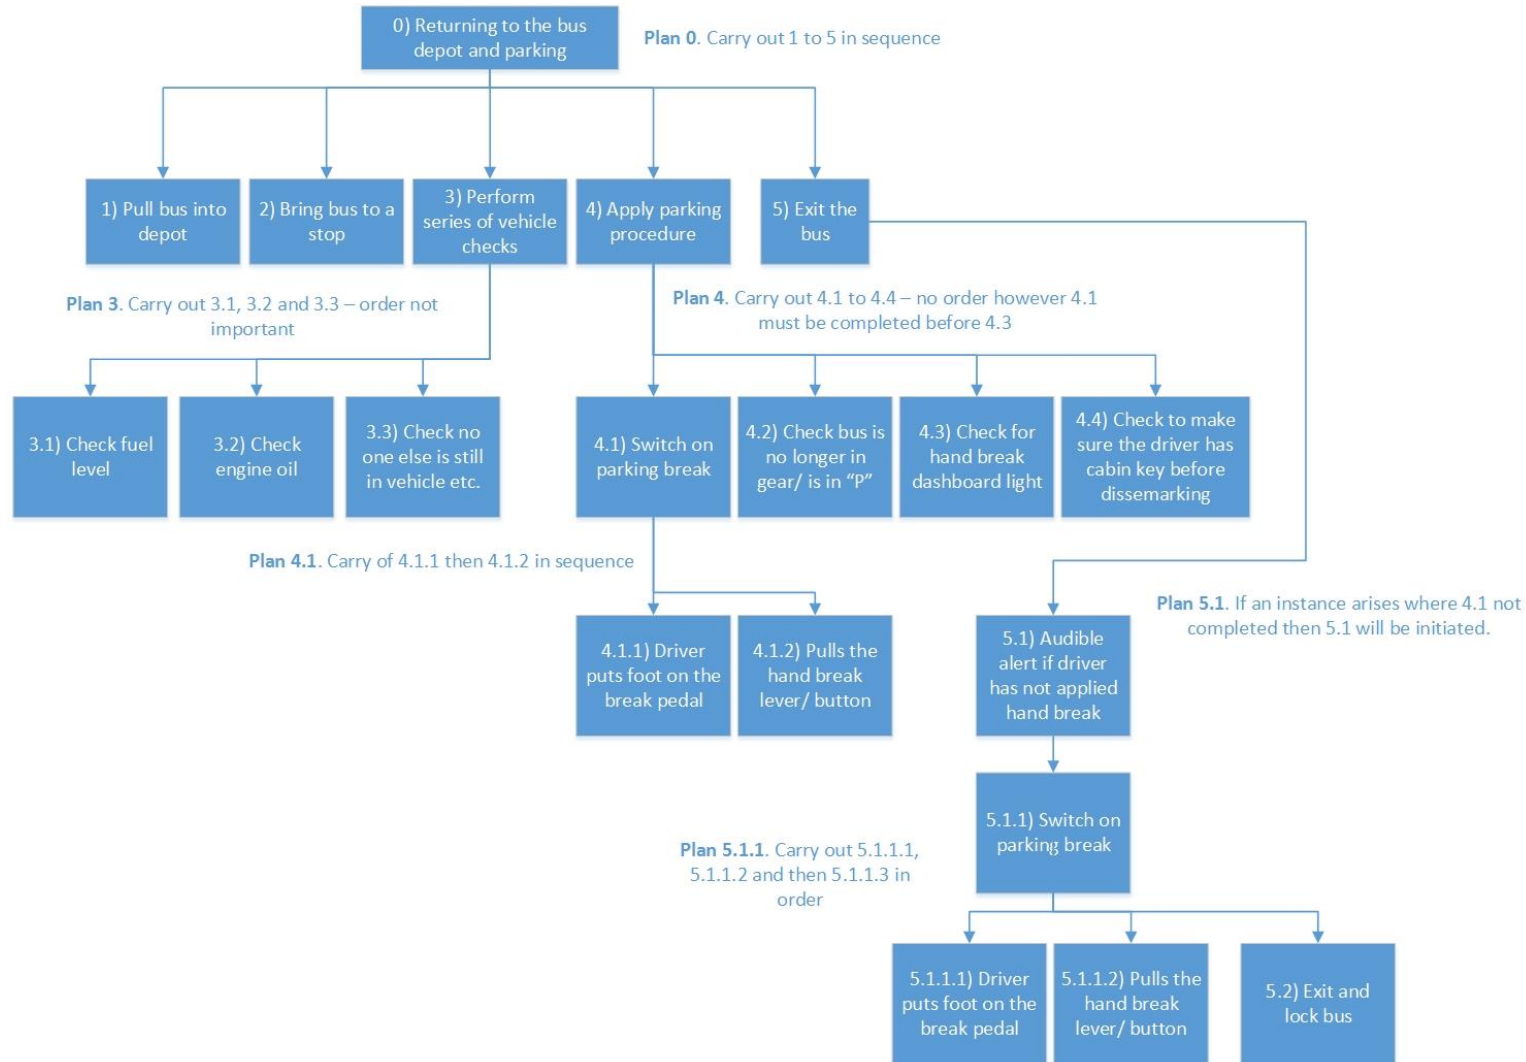 0) Returning to the bus
depot and parking
Plan 0. Carry out 1 to 5 in sequence
1) Pull bus into
depot
2) Bring bus to a
stop
3) Perform
series of vehicle
checks
4) Apply parking
procedure
5) Exit the
bus
Plan 3. Carry out 3.1, 3.2 and 3.3 – order not
important
Plan 4. Carry out 4.1 to 4.4 – no order however 4.1
must be completed before 4.3
3.1) Check fuel
level
3.2) Check
engine oil
3.3) Check no
one else is still
in vehicle etc.
4.1) Switch on
parking break
4.2) Check bus is
no longer in
gear/ is in “P”
4.3) Check for
hand break
dashboard light
4.4) Check to make
sure the driver has
cabin key before
dissemarking
Plan 4.1. Carry of 4.1.1 then 4.1.2 in sequence
4.1.1) Driver
puts foot on the
break pedal
4.1.2) Pulls the
hand break
lever/ button
5.1) Audible
alert if driver
has not applied
hand break
Plan 5.1. If an instance arises where 4.1 not
completed then 5.1 will be initiated.
5.1.1) Switch on
parking break
Plan 5.1.1. Carry out 5.1.1.1,
5.1.1.2 and then 5.1.1.3 in
order
5.1.1.1) Driver
puts foot on the
break pedal
5.1.1.2) Pulls the
hand break
lever/ button
5.2) Exit and
lock bus